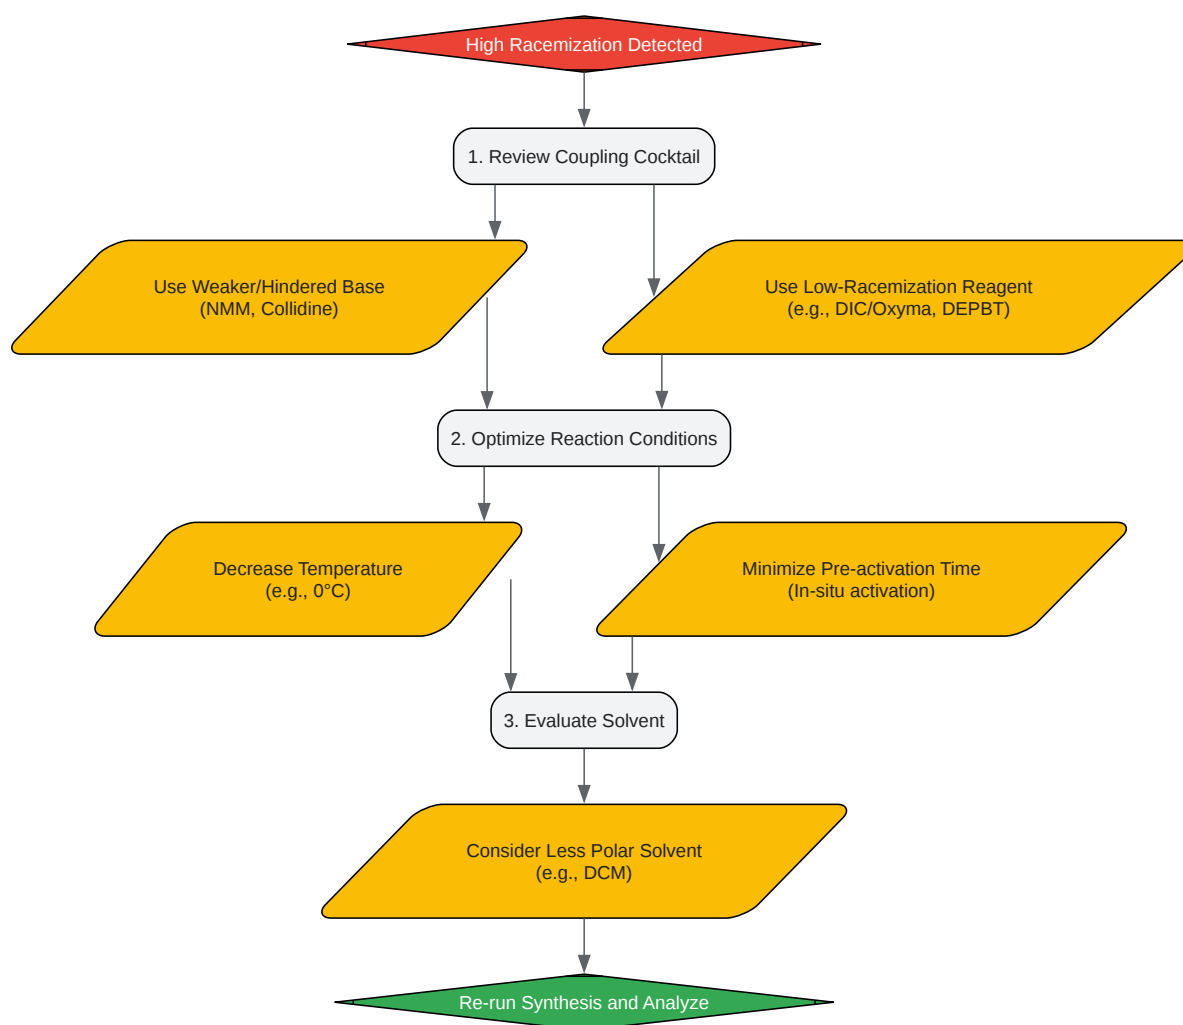 High Racemization Detected
1. Review Coupling Cocktail
Use Weaker/Hindered Base
(NMM, Collidine)
Use Low-Racemization Reagent
(e.g., DIC/Oxyma, DEPBT)
2. Optimize Reaction Conditions
Decrease Temperature
(e.g., 0°C)
Minimize Pre-activation Time
(In-situ activation)
3. Evaluate Solvent
Consider Less Polar Solvent
(e.g., DCM)
Re-run Synthesis and Analyze